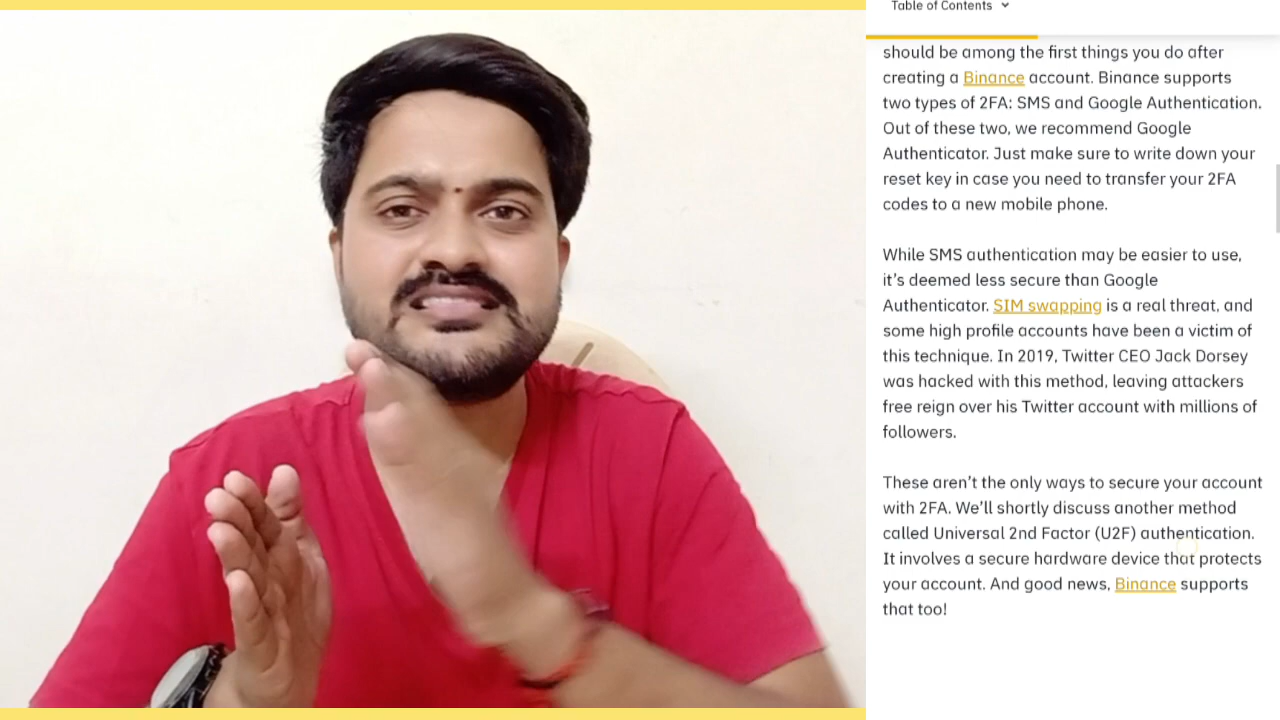 Table of Contents
should be among the first things you do after
creating a Binance account. Binance supports
two types of 2FA: SMS and Google Authentication.
Out of these two, we recommend Google
Authenticator. Just make sure to write down your
reset key in case you need to transfer your 2FA
codes to a new mobile phone.
While SMS authentication may be easier to use,
it’s deemed less secure than Google
Authenticator. SIM swapping is a real threat, and
some high profile accounts have been a victim of
this technique. In 2019, Twitter CEO Jack Dorsey
was hacked with this method, leaving attackers
free reign over his Twitter account with millions of
followers.
These aren’t the only ways to secure your account
with 2FA. We’ll shortly discuss another method
called Universal 2nd Factor (U2F) authentication.
It involves a secure hardware device that protects
your account. And good news, Binance supports
that too!